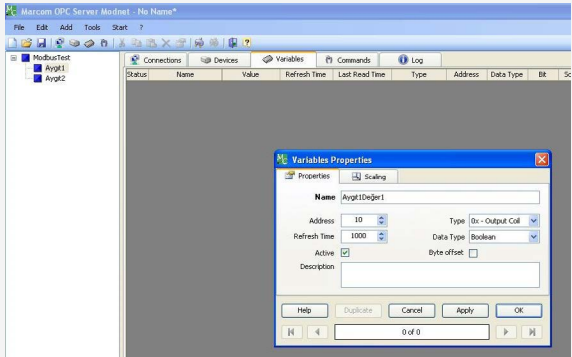 Marcom OPC Server Modnet - No Name*
File Edit Add Tools Start ?
ModbusTest
Aygıt1
Aygıt2
Connections Devices Variables Commands Log
Status Name Value Refresh Time Last Read Time Type Address Data Type Bit Sc
Variables Properties
Properties Scaling
Name Aygıt1Değer1
Address 10 Type 0x - Output Coil
Refresh Time 1000 Data Type Boolean
Active Byte offset
Description
Help Duplicate Cancel Apply OK
0 of 0